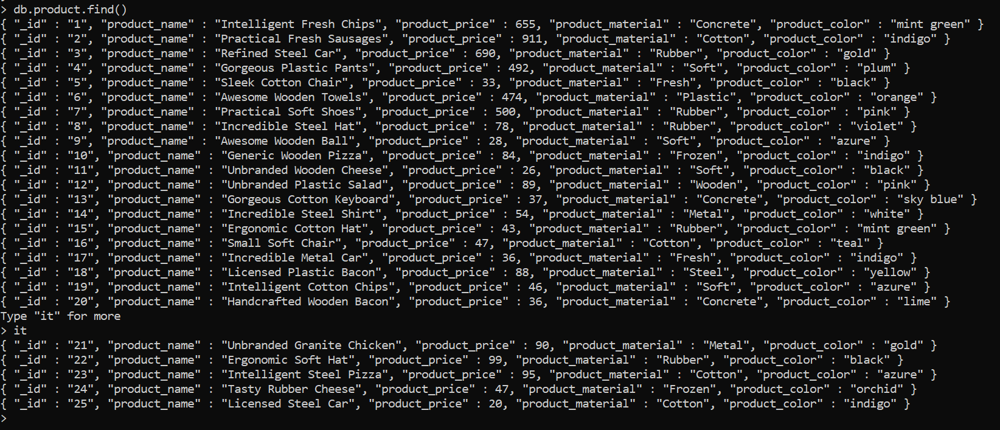 > db.product.find()
{ "_id" : "1", "product_name" : "Intelligent Fresh Chips", "product_price" : 655, "product_material" : "Concrete", "product_color" : "mint green" }
{ "_id" : "2", "product_name" : "Practical Fresh Sausages", "product_price" : 911, "product_material" : "Cotton", "product_color" : "indigo" }
{ "_id" : "3", "product_name" : "Refined Steel Car", "product_price" : 690, "product_material" : "Rubber", "product_color" : "gold" }
{ "_id" : "4", "product_name" : "Gorgeous Plastic Pants", "product_price" : 492, "product_material" : "Soft", "product_color" : "plum" }
{ "_id" : "5", "product_name" : "Sleek Cotton Chair", "product_price" : 33, "product_material" : "Fresh", "product_color" : "black" }
{ "_id" : "6", "product_name" : "Awesome Wooden Towels", "product_price" : 474, "product_material" : "Plastic", "product_color" : "orange" }
{ "_id" : "7", "product_name" : "Practical Soft Shoes", "product_price" : 500, "product_material" : "Rubber", "product_color" : "pink" }
{ "_id" : "8", "product_name" : "Incredible Steel Hat", "product_price" : 78, "product_material" : "Rubber", "product_color" : "violet" }
{ "_id" : "9", "product_name" : "Awesome Wooden Ball", "product_price" : 28, "product_material" : "Soft", "product_color" : "azure" }
{ "_id" : "10", "product_name" : "Generic Wooden Pizza", "product_price" : 84, "product_material" : "Frozen", "product_color" : "indigo" }
{ "_id" : "11", "product_name" : "Unbranded Wooden Cheese", "product_price" : 26, "product_material" : "Soft", "product_color" : "black" }
{ "_id" : "12", "product_name" : "Unbranded Plastic Salad", "product_price" : 89, "product_material" : "Wooden", "product_color" : "pink" }
{ "_id" : "13", "product_name" : "Gorgeous Cotton Keyboard", "product_price" : 37, "product_material" : "Concrete", "product_color" : "sky blue" }
{ "_id" : "14", "product_name" : "Incredible Steel Shirt", "product_price" : 54, "product_material" : "Metal", "product_color" : "white" }
{ "_id" : "15", "product_name" : "Ergonomic Cotton Hat", "product_price" : 43, "product_material" : "Rubber", "product_color" : "mint green" }
{ "_id" : "16", "product_name" : "Small Soft Chair", "product_price" : 47, "product_material" : "Cotton", "product_color" : "teal" }
{ "_id" : "17", "product_name" : "Incredible Metal Car", "product_price" : 36, "product_material" : "Fresh", "product_color" : "indigo" }
{ "_id" : "18", "product_name" : "Licensed Plastic Bacon", "product_price" : 88, "product_material" : "Steel", "product_color" : "yellow" }
{ "_id" : "19", "product_name" : "Intelligent Cotton Chips", "product_price" : 46, "product_material" : "Soft", "product_color" : "azure" }
{ "_id" : "20", "product_name" : "Handcrafted Wooden Bacon", "product_price" : 36, "product_material" : "Concrete", "product_color" : "lime" }
Type "it" for more
> it
{ "_id" : "21", "product_name" : "Unbranded Granite Chicken", "product_price" : 90, "product_material" : "Metal", "product_color" : "gold" }
{ "_id" : "22", "product_name" : "Ergonomic Soft Hat", "product_price" : 99, "product_material" : "Rubber", "product_color" : "black" }
{ "_id" : "23", "product_name" : "Intelligent Steel Pizza", "product_price" : 95, "product_material" : "Cotton", "product_color" : "azure" }
{ "_id" : "24", "product_name" : "Tasty Rubber Cheese", "product_price" : 47, "product_material" : "Frozen", "product_color" : "orchid" }
{ "_id" : "25", "product_name" : "Licensed Steel Car", "product_price" : 20, "product_material" : "Cotton", "product_color" : "indigo" }
>